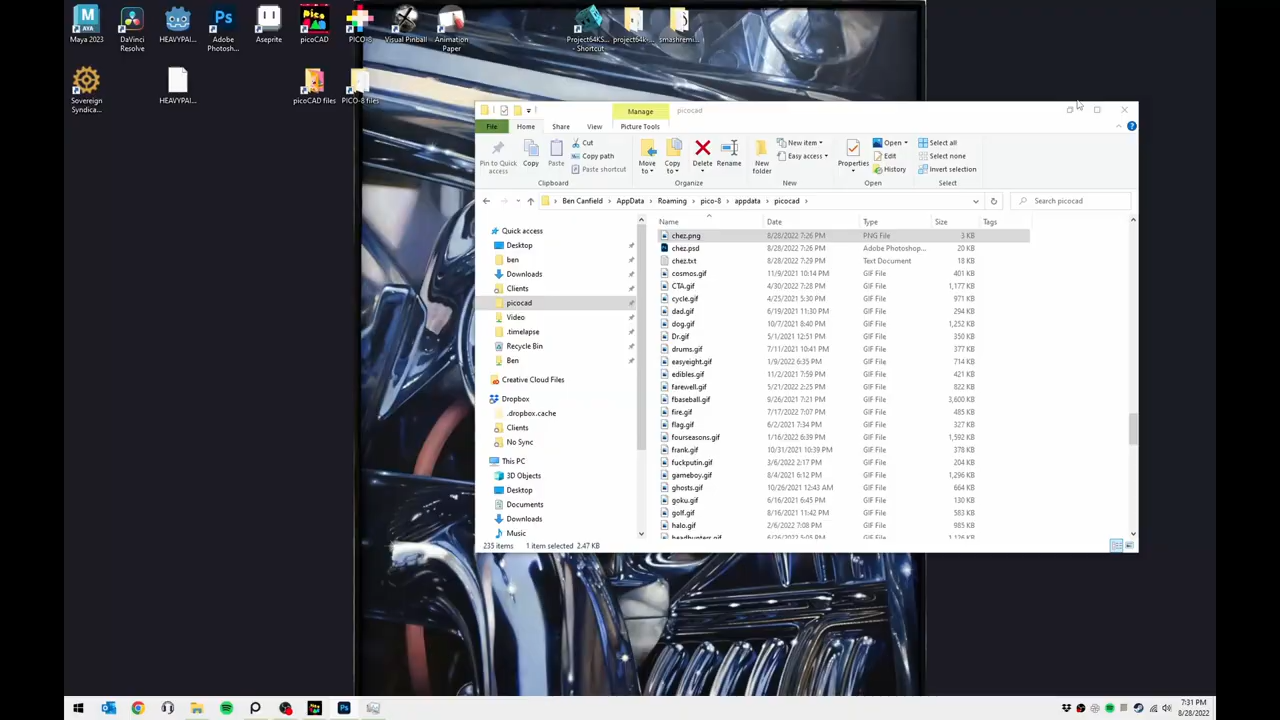 Maya 2023
DaVinci Resolve
HEAVYPAI...
Adobe Photosh...
Aseprite
picoCAD
PICO-8
Visual Pinball
Animation Paper
Project64KS... - Shortcut
project64k-...
smashremi...
Sovereign Syndica...
HEAVYPAI...
picoCAD files
PICO-8 files
Manage
picocad
File
Home
Share
View
Picture Tools
Pin to Quick access
Copy
Paste
Cut
Copy path
Paste shortcut
Move to
Copy to
Delete
Rename
New folder
New item
Easy access
Properties
Open
Edit
History
Select all
Select none
Invert selection
Clipboard
Organize
New
Open
Select
Ben Canfield
AppData
Roaming
pico-8
appdata
picocad
Search picocad
Name
Date
Type
Size
Tags
Quick access
Desktop
ben
Downloads
Clients
picocad
Video
.timelapse
Recycle Bin
Ben
Creative Cloud Files
Dropbox
.dropbox.cache
Clients
No Sync
This PC
3D Objects
Desktop
Documents
Downloads
Music
chez.png 8/28/2022 7:26 PM PNG File 3 KB
chez.psd 8/28/2022 7:26 PM Adobe Photoshop... 20 KB
chez.txt 8/28/2022 7:29 PM Text Document 18 KB
cosmos.gif 11/9/2021 10:14 PM GIF File 401 KB
CTA.gif 4/30/2022 7:28 PM GIF File 1,177 KB
cycle.gif 4/25/2021 5:30 PM GIF File 971 KB
dad.gif 6/19/2021 11:30 PM GIF File 294 KB
dog.gif 10/7/2021 8:40 PM GIF File 1,252 KB
Dr.gif 5/1/2021 12:51 PM GIF File 350 KB
drums.gif 7/11/2021 10:41 PM GIF File 377 KB
easyeight.gif 1/9/2022 6:35 PM GIF File 714 KB
edibles.gif 11/2/2021 7:59 PM GIF File 421 KB
farewell.gif 5/21/2022 2:25 PM GIF File 822 KB
fbaseball.gif 9/26/2021 7:21 PM GIF File 3,600 KB
fire.gif 7/17/2022 7:07 PM GIF File 485 KB
flag.gif 6/2/2021 7:34 PM GIF File 327 KB
fourseasons.gif 1/16/2022 6:39 PM GIF File 1,592 KB
frank.gif 10/31/2021 10:39 PM GIF File 378 KB
fuckputin.gif 3/6/2022 2:17 PM GIF File 204 KB
gameboy.gif 8/4/2021 6:12 PM GIF File 1,296 KB
ghosts.gif 10/26/2021 12:43 AM GIF File 664 KB
goku.gif 6/16/2021 6:45 PM GIF File 130 KB
golf.gif 8/16/2021 11:42 PM GIF File 583 KB
halo.gif 2/6/2022 7:08 PM GIF File 985 KB
headhunters.gif 6/26/2022 5:05 PM GIF File 1,126 KB
235 items
1 item selected 2.47 KB
7:31 PM
8/28/2022